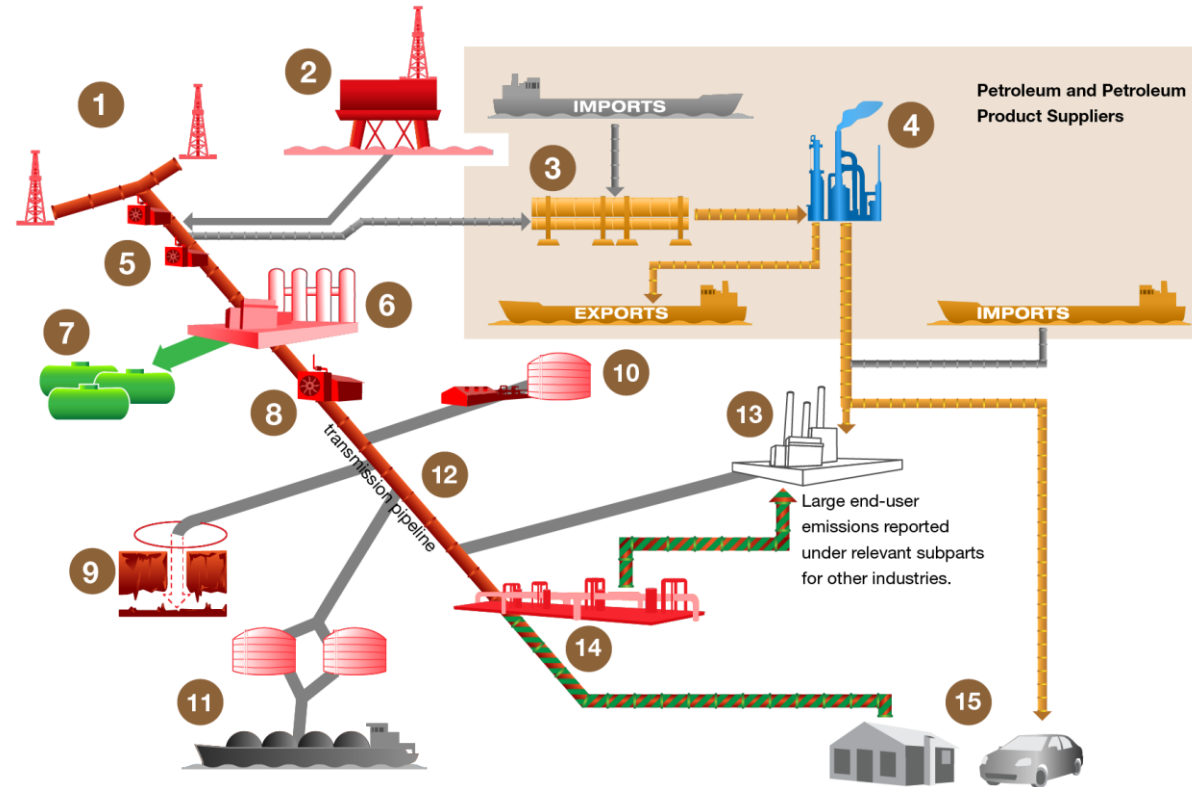 1
2
IMPORTS
Petroleum and Petroleum
Product Suppliers
3
4
5
6
EXPORTS
IMPORTS
7
8
10
13
transmission pipeline
12
Large end-user
emissions reported
under relevant subparts
for other industries.
9
14
11
15